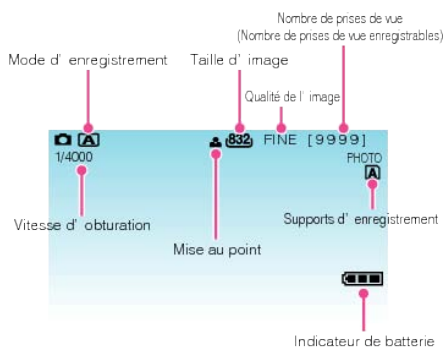 Nombre de prises de vue
(Nombre de prises de vue enregistrables)
Mode d' enregistrement
Taille d' image
Qualité de l' image
A
832
FINE
[9999]
1/4000
PHOTO
A
Vitesse d' obturation
Supports d' enregistrement
Mise au point
Indicateur de batterie